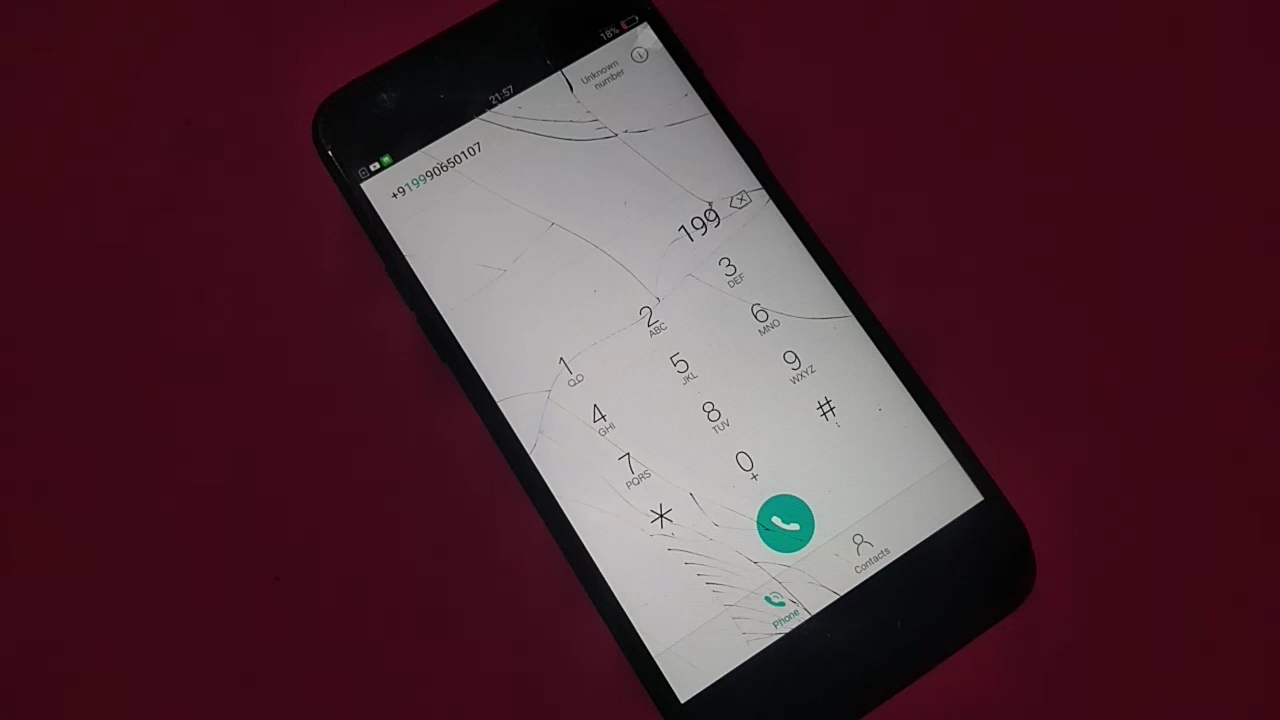 21:57
18%
+919990650107
Unknown
number
199
1
2
ABC
3
DEF
4
GHI
5
JKL
6
MNO
7
PQRS
8
TUV
9
WXYZ
*
0
+
#
;
Phone
Contacts